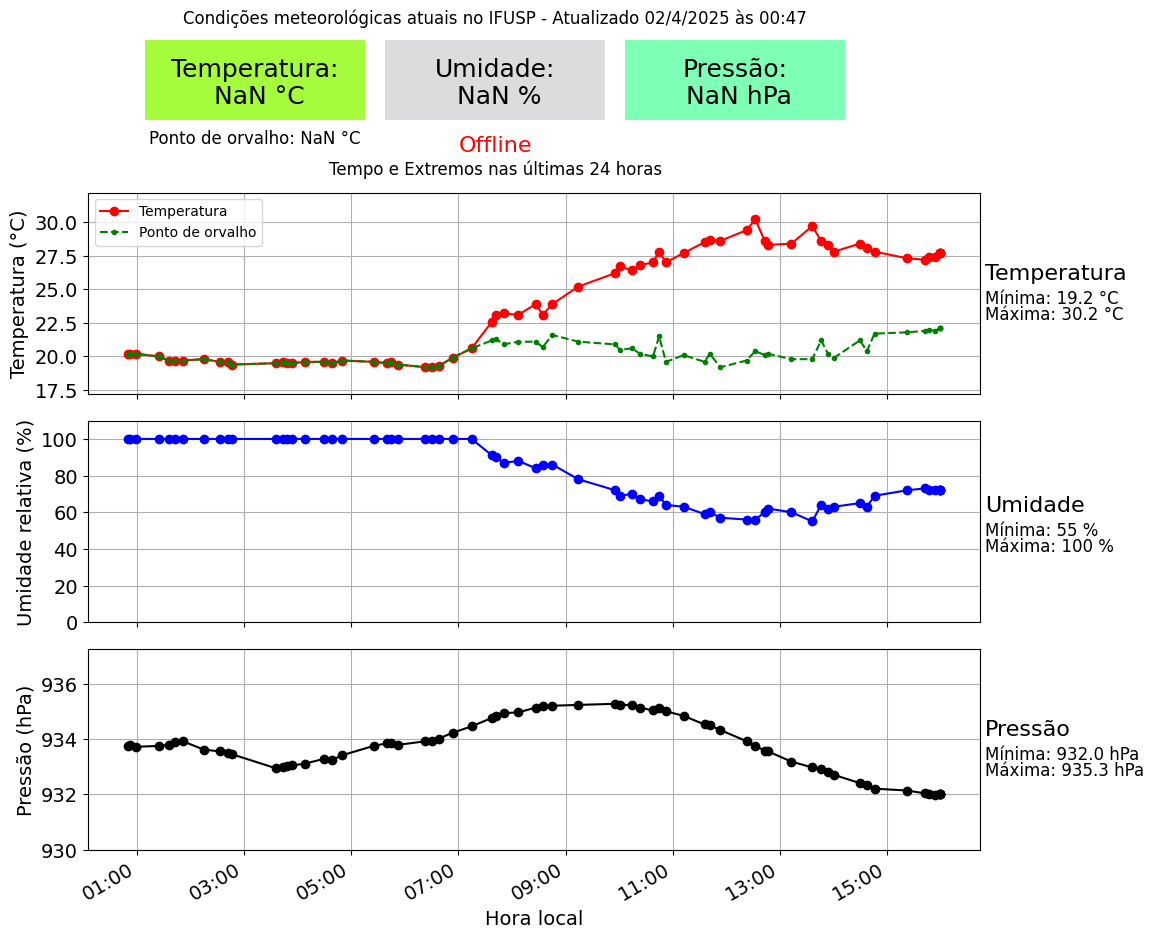 Condições meteorológicas atuais no IFUSP - Atualizado 02/4/2025 às 00:47
Temperatura:
NaN °C
Umidade:
NaN %
Pressão:
NaN hPa
Ponto de orvalho: NaN °C
Offline
Tempo e Extremos nas últimas 24 horas
Temperatura (°C)
30.0
27.5
25.0
22.5
20.0
17.5
Temperatura
Ponto de orvalho
Temperatura
Mínima: 19.2 °C
Máxima: 30.2 °C
Umidade relativa (%)
100
80
60
40
20
0
Umidade
Mínima: 55 %
Máxima: 100 %
Pressão (hPa)
936
934
932
930
Pressão
Mínima: 932.0 hPa
Máxima: 935.3 hPa
01:00
03:00
05:00
07:00
09:00
11:00
13:00
15:00
Hora local